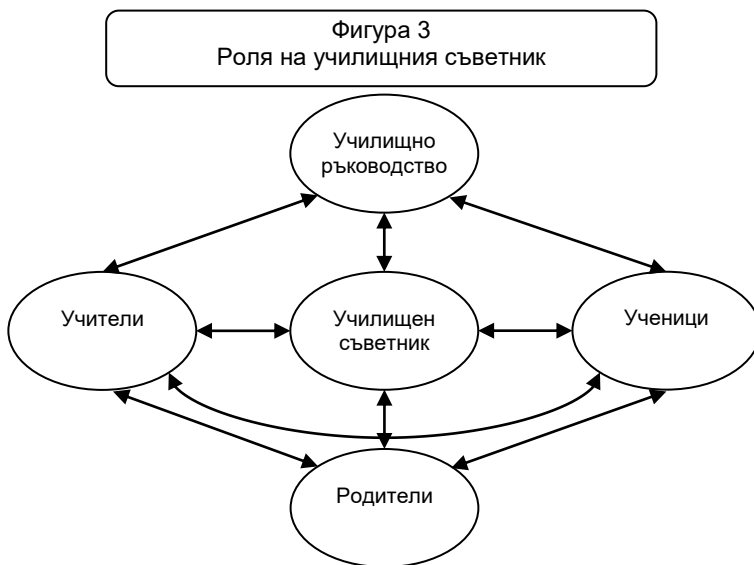 Фигура 3
Роля на училищния съветник
Училищно
ръководство
Учители
Училищен
съветник
Ученици
Родители